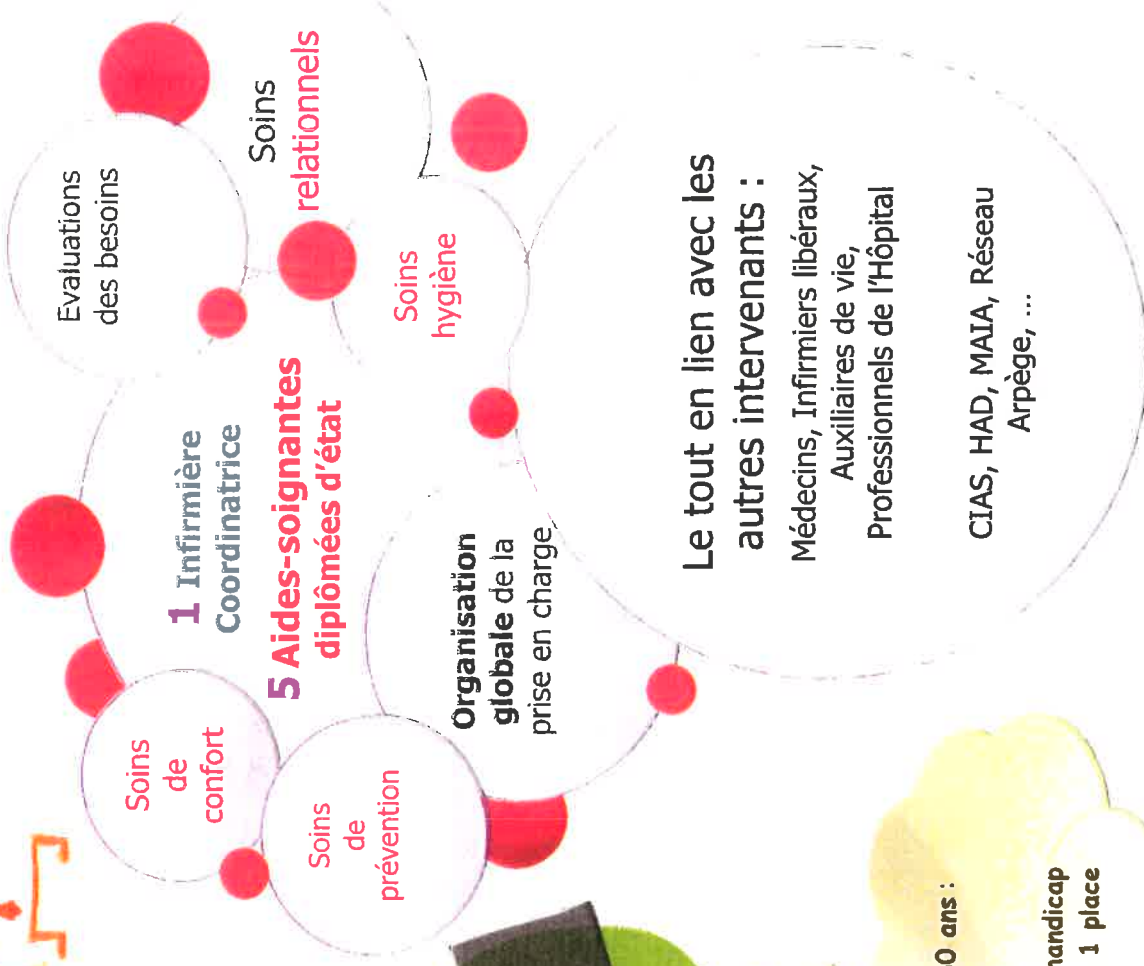 Evaluations
des besoins
Soins
relationnels
1 Infirmière
Coordinatrice
5 Aides-soignantes
diplômées d'état
Soins
de
confort
Soins
hygiène
Soins
de
prévention
Organisation
globale de la
prise en charge
Le tout en lien avec les
autres intervenants :
Médecins, Infirmiers libéraux,
Auxiliaires de vie,
Professionnels de l'Hôpital
CIAS, HAD, MAIA, Réseau
Arpège, ...
0 ans :
handicap
1 place